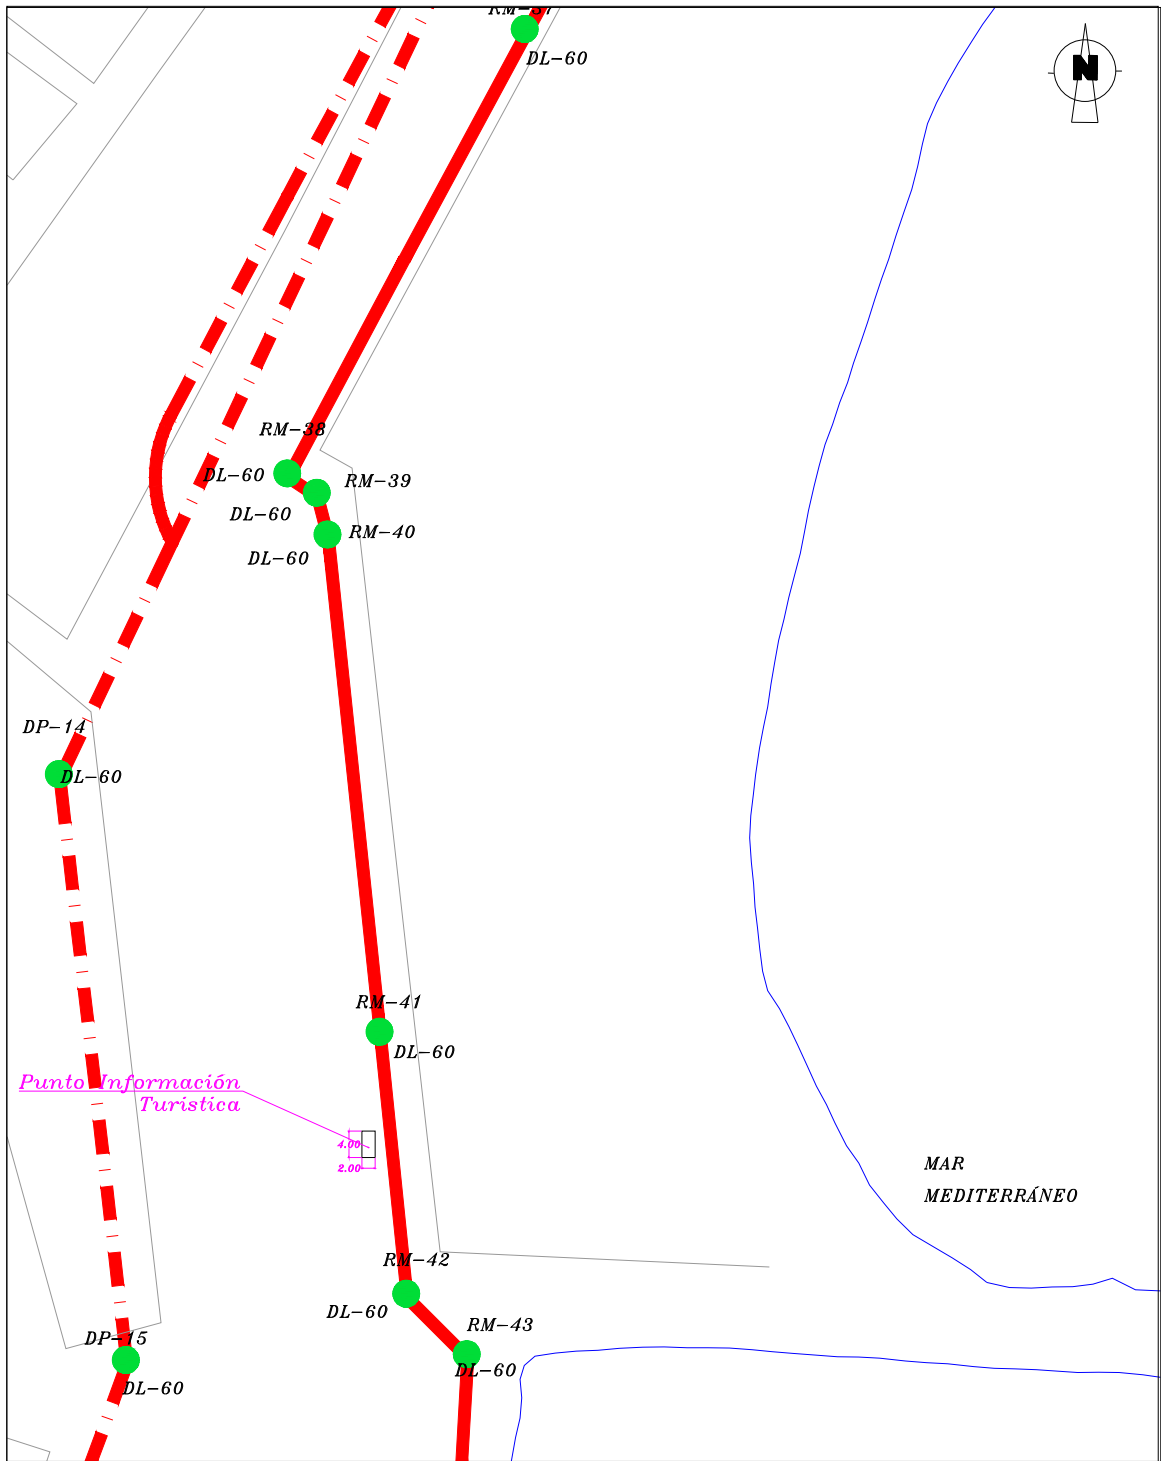 RM-37
DL-60
N
RM-38
DL-60
RM-39
DL-60
RM-40
DL-60
DP-14
DL-60
RM-41
DL-60
Punto Información
Turística
4.00
2.00
MAR
MEDITERRÁNEO
RM-42
DL-60
RM-43
DL-60
DP-15
DL-60